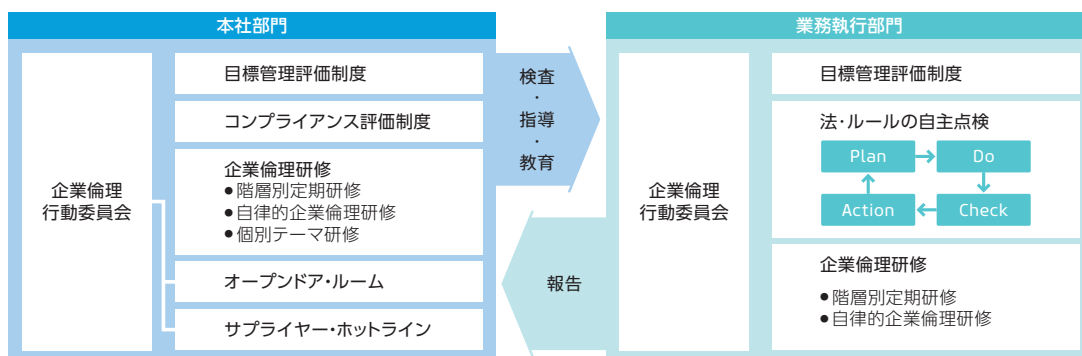 本社部門
企業倫理
行動委員会
目標管理評価制度
コンプライアンス評価制度
企業倫理研修
●階層別定期研修
●自律的企業倫理研修
●個別テーマ研修
オープンドア・ルーム
サプライヤー・ホットライン
検査
・
指導
・
教育
報告
業務執行部門
企業倫理
行動委員会
目標管理評価制度
法・ルールの自主点検
Plan
Do
Action
Check
企業倫理研修
●階層別定期研修
●自律的企業倫理研修